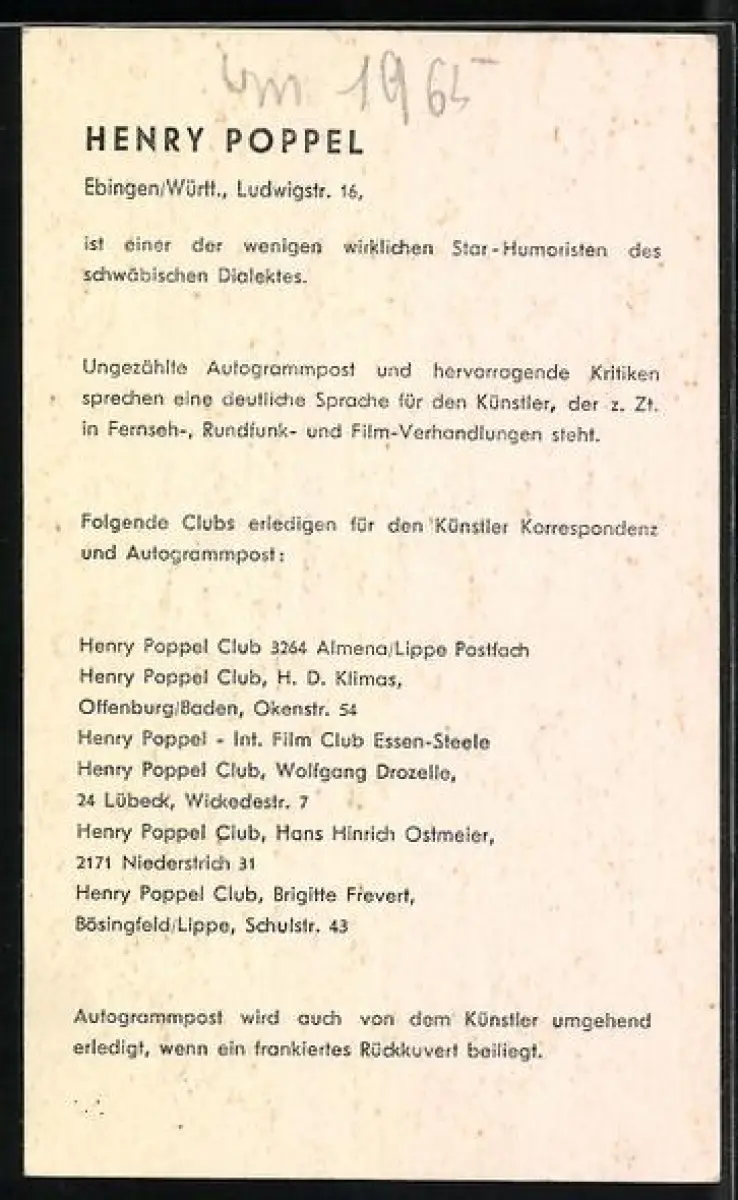 um 1965
HENRY POPPEL
Ebingen/Württ., Ludwigstr. 16,
ist einer der wenigen wirklichen Star-Humoristen des
schwäbischen Dialektes.
Ungezählte Autogrammpost und hervorragende Kritiken
sprechen eine deutliche Sprache für den Künstler, der z. Zt.
in Fernseh-, Rundfunk- und Film-Verhandlungen steht.
Folgende Clubs erledigen für den Künstler Korrespondenz
und Autogrammpost:
Henry Poppel Club 3264 Almena/Lippe Postfach
Henry Poppel Club, H. D. Klimas,
Offenburg/Baden, Okenstr. 54
Henry Poppel - Int. Film Club Essen-Steele
Henry Poppel Club, Wolfgang Drozelle,
24 Lübeck, Wickedestr. 7
Henry Poppel Club, Hans Hinrich Ostmeier,
2171 Niederstrich 31
Henry Poppel Club, Brigitte Frevert,
Bösingfeld/Lippe, Schulstr. 43
Autogrammpost wird auch von dem Künstler umgehend
erledigt, wenn ein frankiertes Rückkuvert beiliegt.